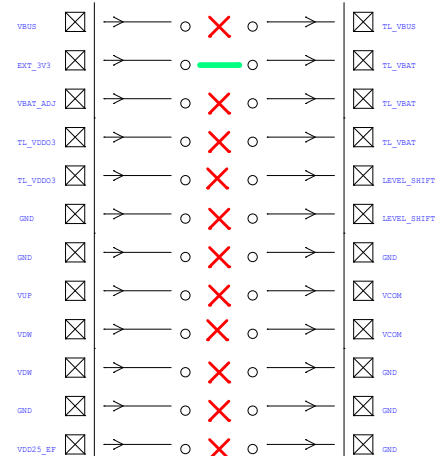 VBUS TL_VBUS
EXT_3V3 TL_VBAT
VBAT_ADJ TL_VBAT
TL_VDDO3 TL_VBAT
TL_VDDO3 LEVEL_SHIFT
GND LEVEL_SHIFT
GND GND
VUP VCOM
VDW VCOM
VDW GND
GND GND
VDD25_EF GND